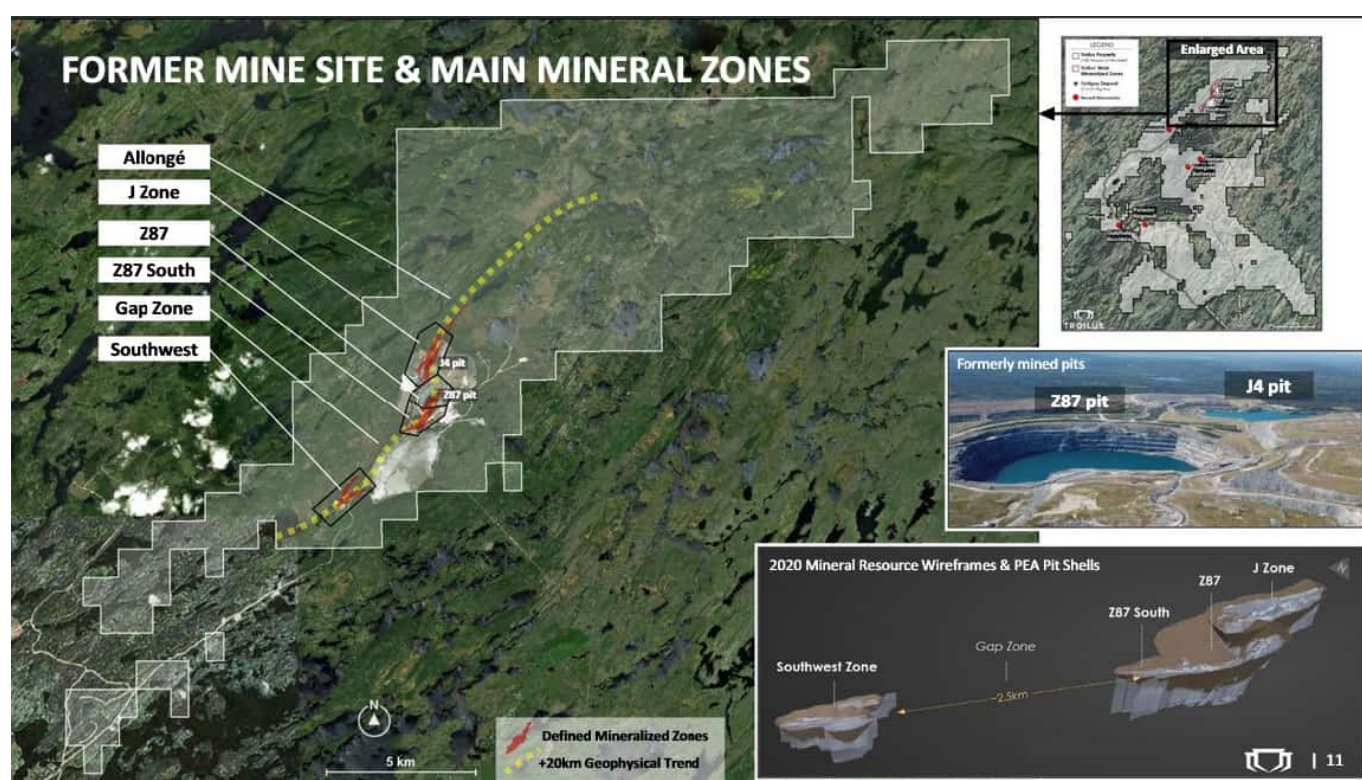 FORMER MINE SITE & MAIN MINERAL ZONES
Allongé
J Zone
Z87
Z87 South
Gap Zone
Southwest
J4 pit
Z87 pit
N
5 km
Defined Mineralized Zones
+20km Geophysical Trend
LEGEND
Mineralized Zones
Enlarged Area
TROILUS
Formerly mined pits
Z87 pit
J4 pit
2020 Mineral Resource Wireframes & PEA Pit Shells
N
J Zone
Z87
Z87 South
Gap Zone
Southwest Zone
~2.5km
| 11